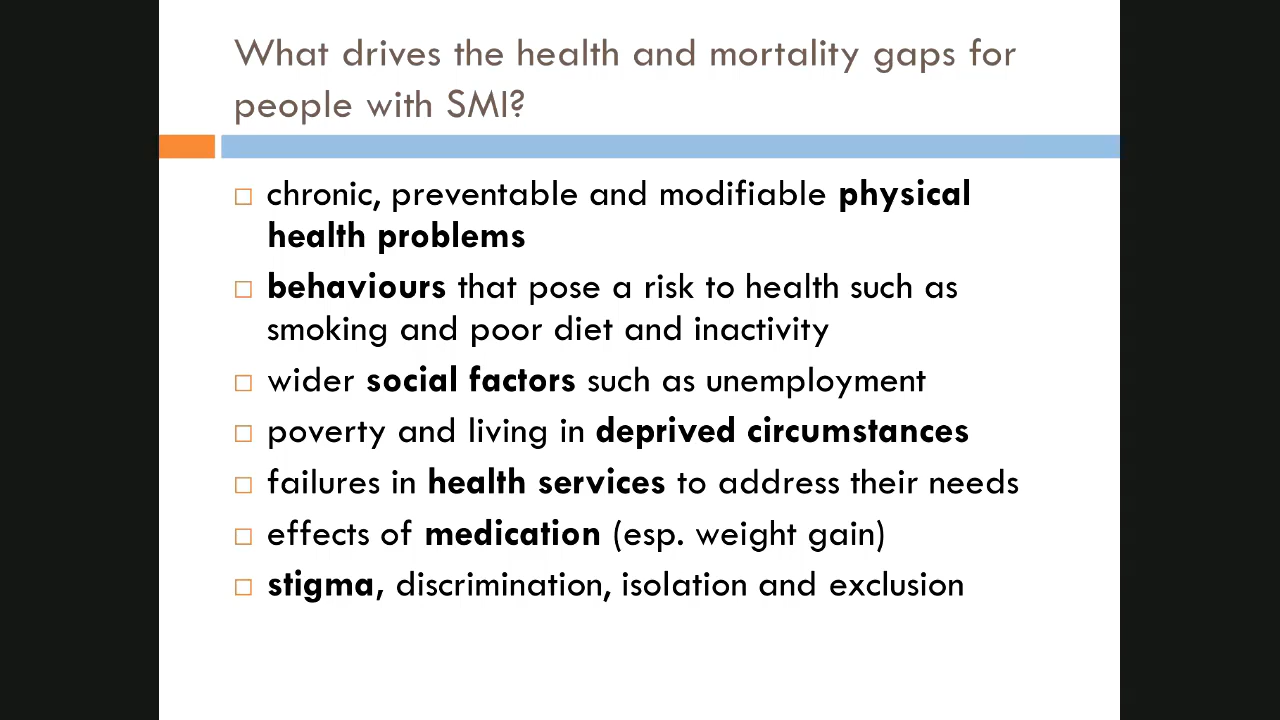 What drives the health and mortality gaps for
people with SMI?
chronic, preventable and modifiable physical
health problems
behaviours that pose a risk to health such as
smoking and poor diet and inactivity
wider social factors such as unemployment
poverty and living in deprived circumstances
failures in health services to address their needs
effects of medication (esp. weight gain)
stigma, discrimination, isolation and exclusion